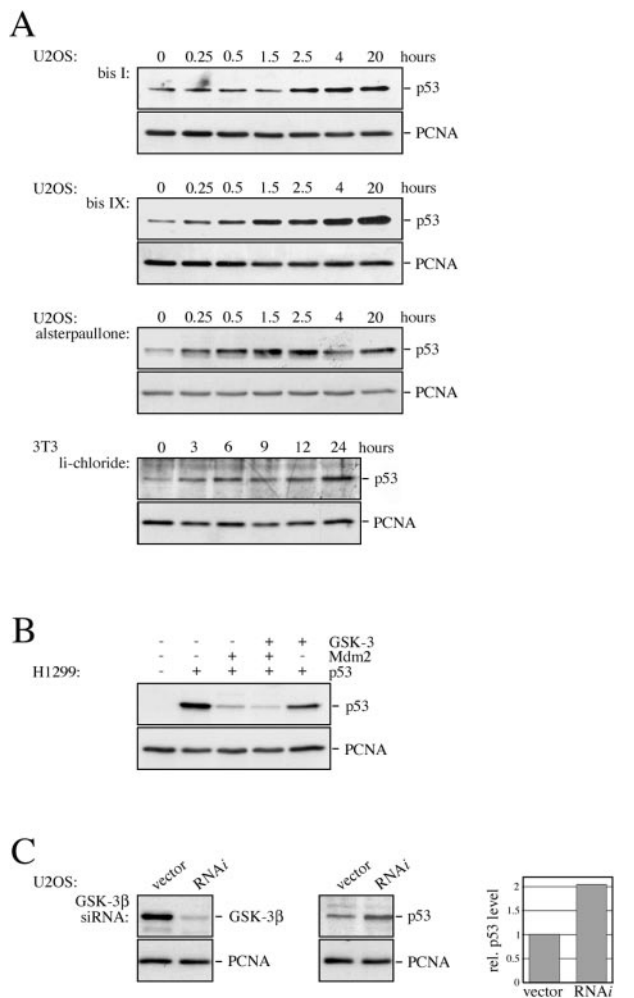 A
U2OS: 0 0.25 0.5 1.5 2.5 4 20 hours
bis I:
p53
PCNA
U2OS: 0 0.25 0.5 1.5 2.5 4 20 hours
bis IX:
p53
PCNA
U2OS: 0 0.25 0.5 1.5 2.5 4 20 hours
alsterpaullone:
p53
PCNA
3T3 0 3 6 9 12 24 hours
li-chloride:
p53
PCNA
B
- - - + + GSK-3
- - + + - Mdm2
H1299: - + + + + p53
p53
PCNA
C
U2OS: vector RNAi vector RNAi
GSK-3β
siRNA: GSK-3β p53
PCNA PCNA
rel. p53 level
2
1.5
1
0.5
0
vector RNAi